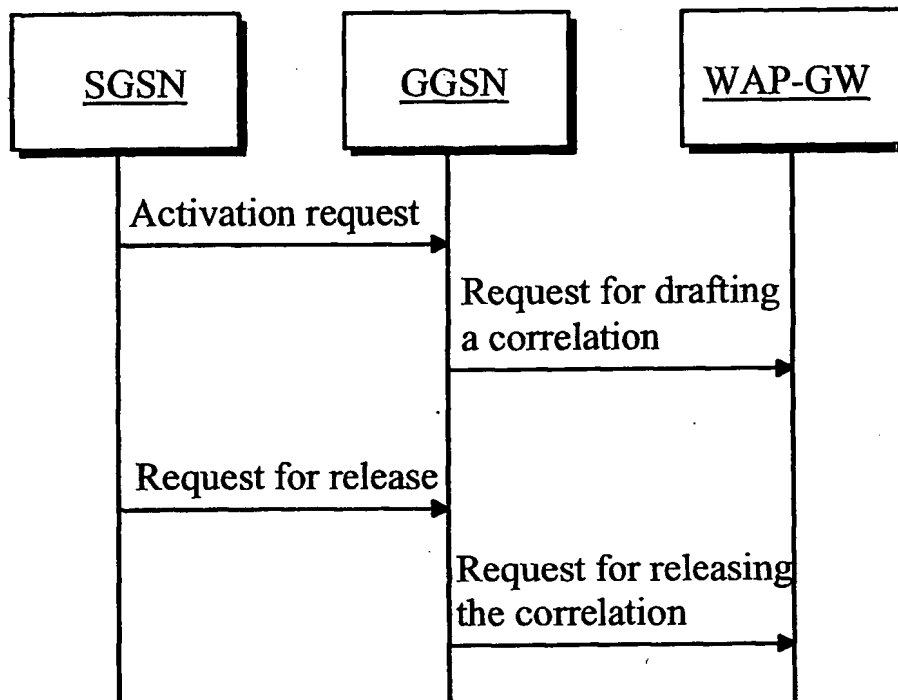 SGSN
GGSN
WAP-GW
Activation request
Request for drafting
a correlation
Request for release
Request for releasing
the correlation